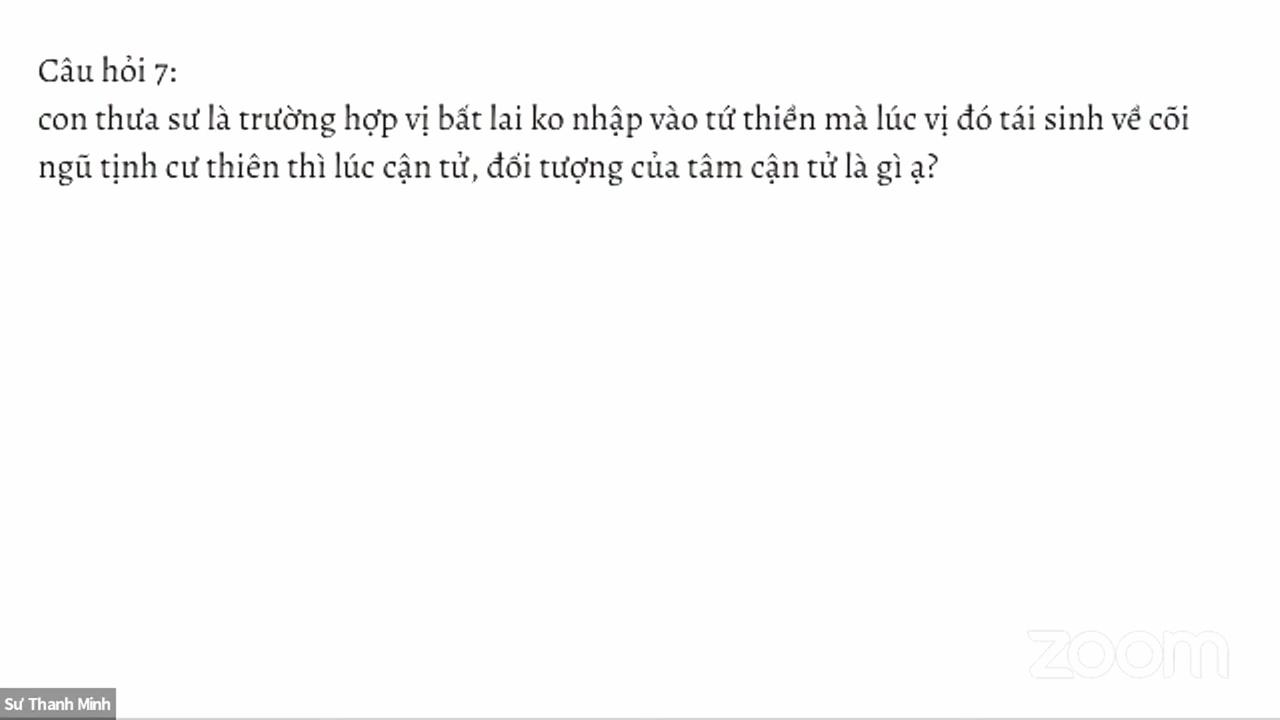 Câu hỏi 7:
con thưa sư là trường hợp vị bất lai ko nhập vào tứ thiền mà lúc vị đó tái sinh về cõi
ngũ tịnh cư thiên thì lúc cận tử, đối tượng của tâm cận tử là gì ạ?
zoom
Sư Thanh Minh